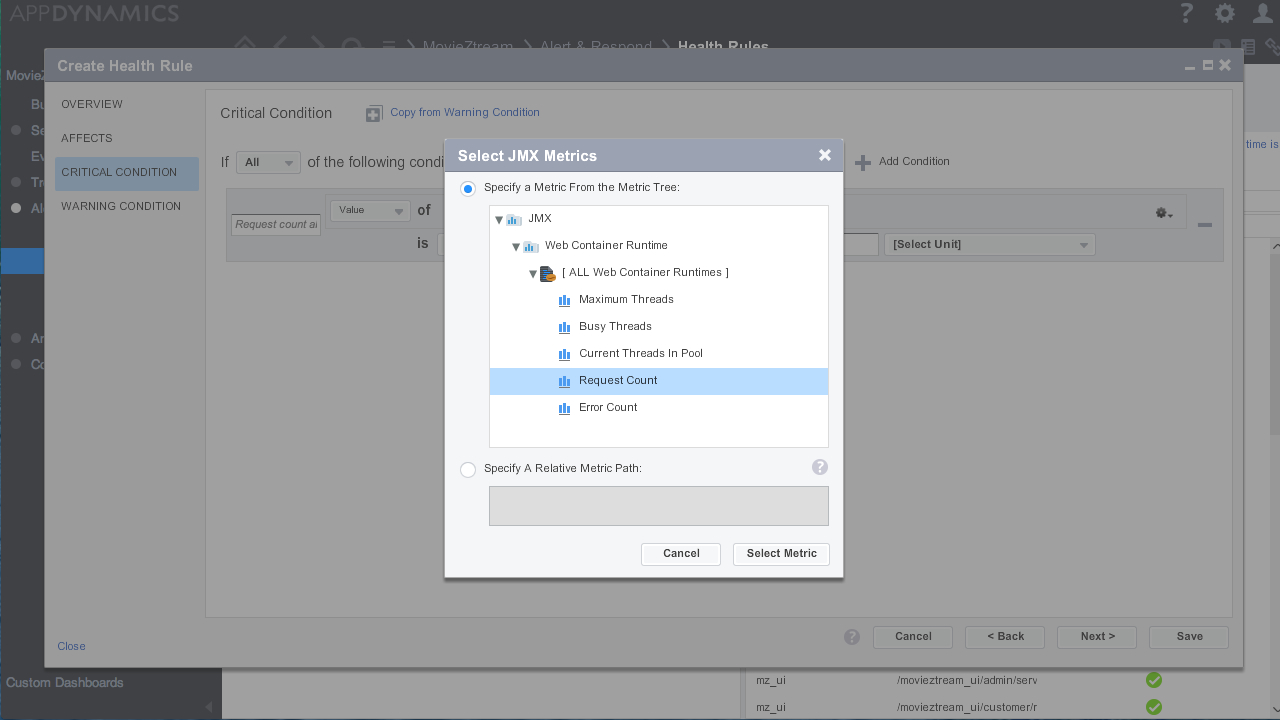 APPDYNAMICS
MovieZtream Alert & Respond Health Rules
Create Health Rule
OVERVIEW
AFFECTS
CRITICAL CONDITION
WARNING CONDITION
Critical Condition Copy from Warning Condition
If All of the following condi Add Condition
Value of
Request count a
is [Select Unit]
time is
Select JMX Metrics
Specify a Metric From the Metric Tree:
JMX
Web Container Runtime
[ ALL Web Container Runtimes ]
Maximum Threads
Busy Threads
Current Threads In Pool
Request Count
Error Count
Specify A Relative Metric Path:
?
Cancel Select Metric
Close ? Cancel < Back Next > Save
Custom Dashboards
mz_ui /movieztream_ui/admin/serv
mz_ui /movieztream_ui/customer/r